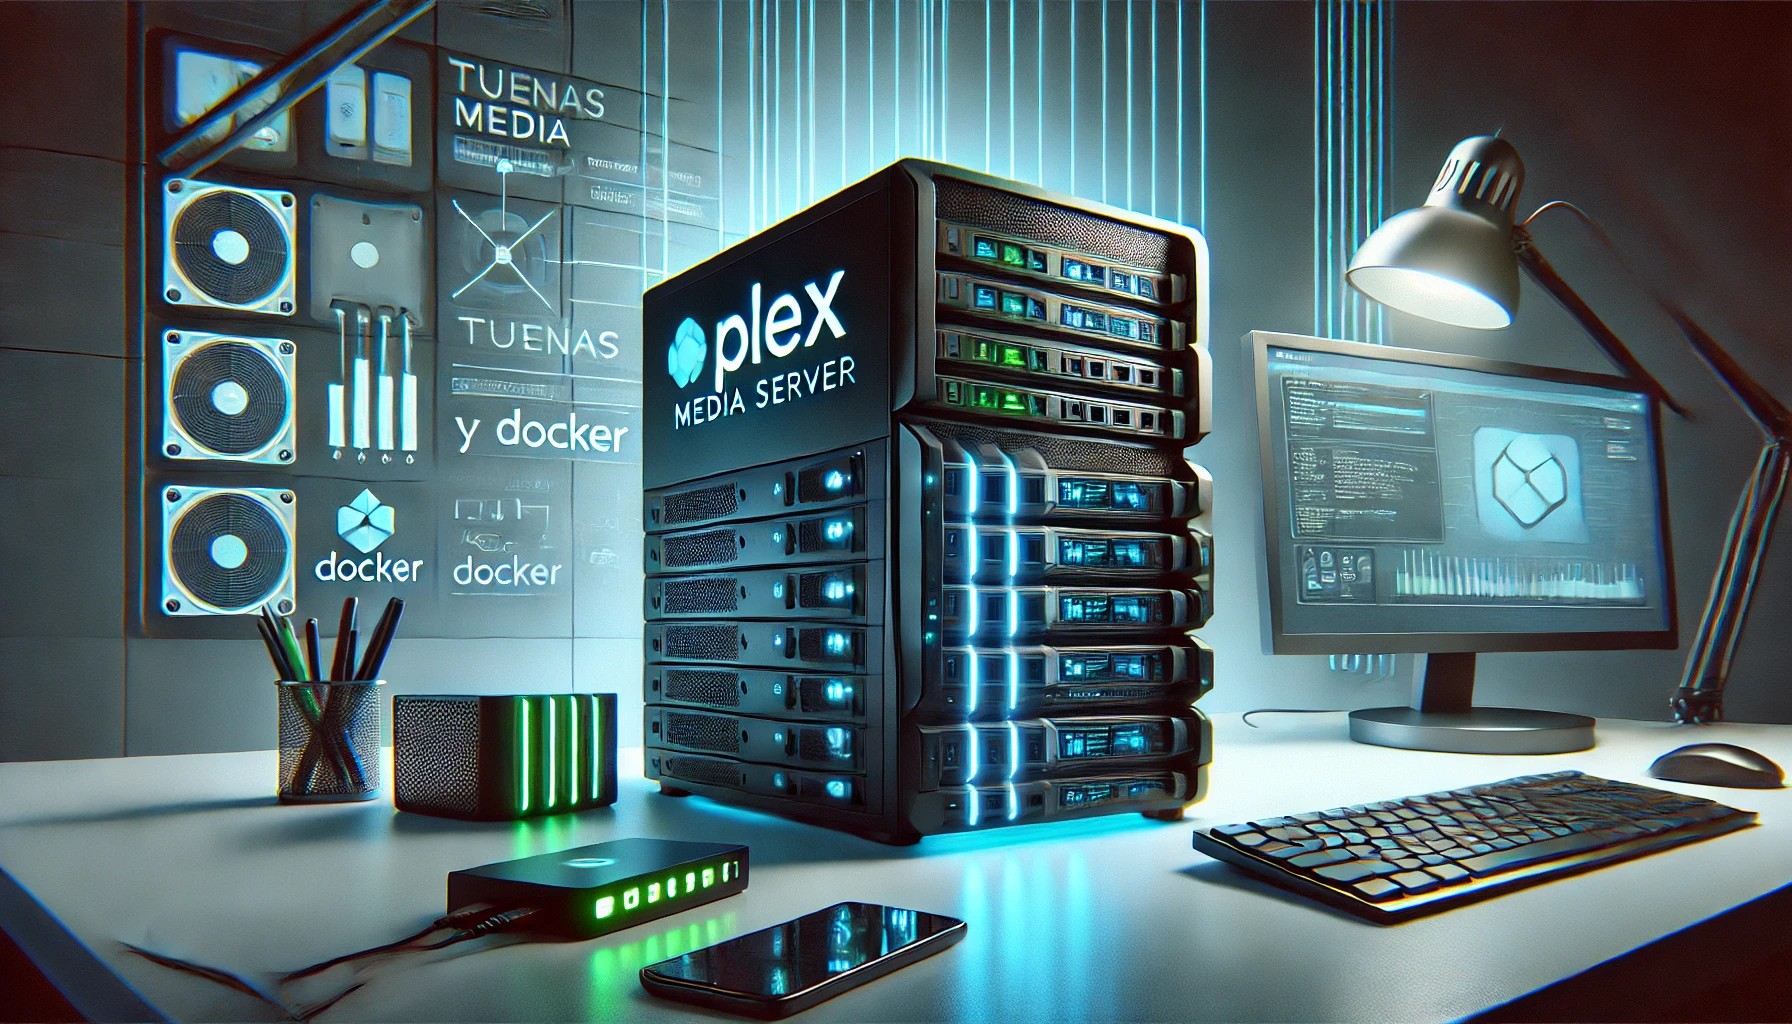 TUENAS
MEDIA
TUENAS
y docker
docker
docker
plex
MEDIA SERVER